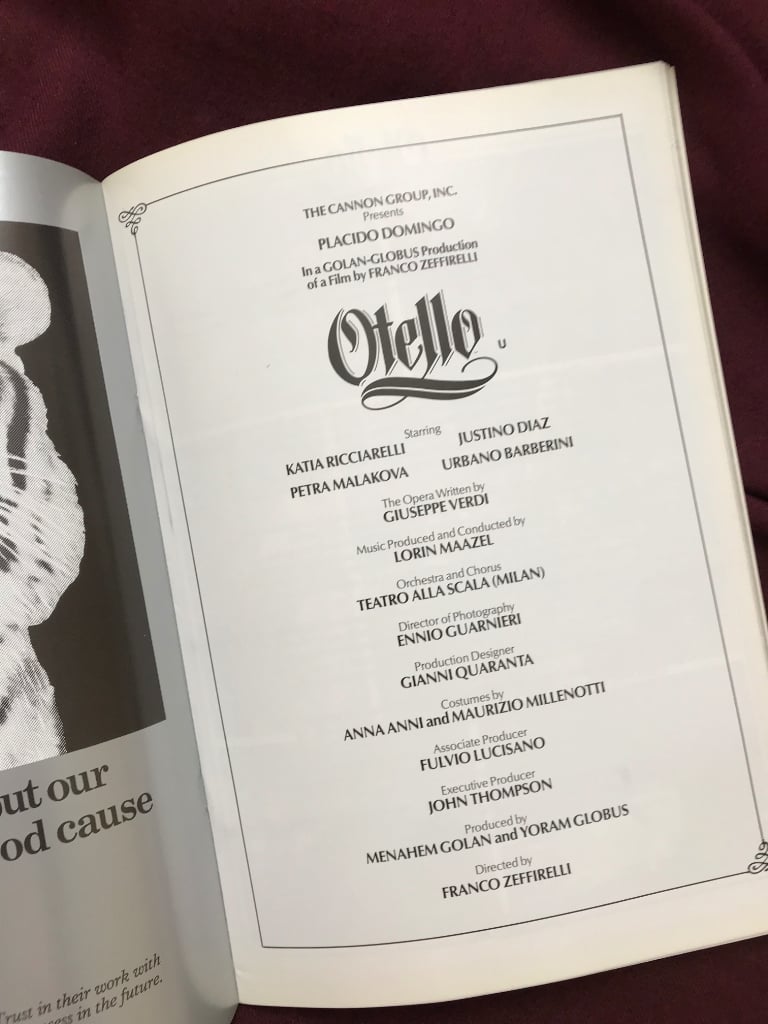 out our
od cause
Trust in their work with
ess in the future.
THE CANNON GROUP, INC.
Presents
PLACIDO DOMINGO
In a GOLAN-GLOBUS Production
of a Film by FRANCO ZEFFIRELLI
Otello U
Starring
KATIA RICCIARELLI JUSTINO DIAZ
PETRA MALAKOVA URBANO BARBERINI
The Opera Written by
GIUSEPPE VERDI
Music Produced and Conducted by
LORIN MAAZEL
Orchestra and Chorus
TEATRO ALLA SCALA (MILAN)
Director of Photography
ENNIO GUARNIERI
Production Designer
GIANNI QUARANTA
Costumes by
ANNA ANNI and MAURIZIO MILLENOTTI
Associate Producer
FULVIO LUCISANO
Executive Producer
JOHN THOMPSON
Produced by
MENAHEM GOLAN and YORAM GLOBUS
Directed by
FRANCO ZEFFIRELLI